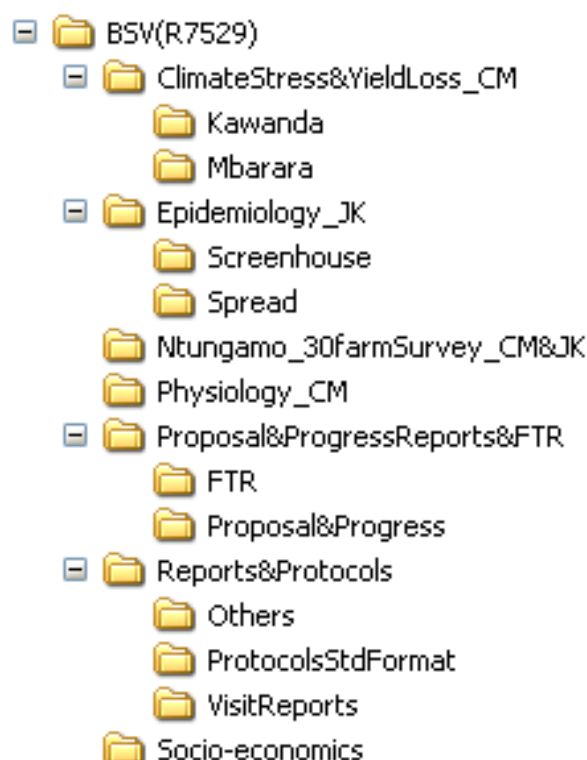 BSV(R7529)
ClimateStress&YieldLoss_CM
Kawanda
Mbarara
Epidemiology_JK
Screenhouse
Spread
Ntungamo_30farmSurvey_CM&JK
Physiology_CM
Proposal&ProgressReports&FTR
FTR
Proposal&Progress
Reports&Protocols
Others
ProtocolsStdFormat
VisitReports
Socio-economics